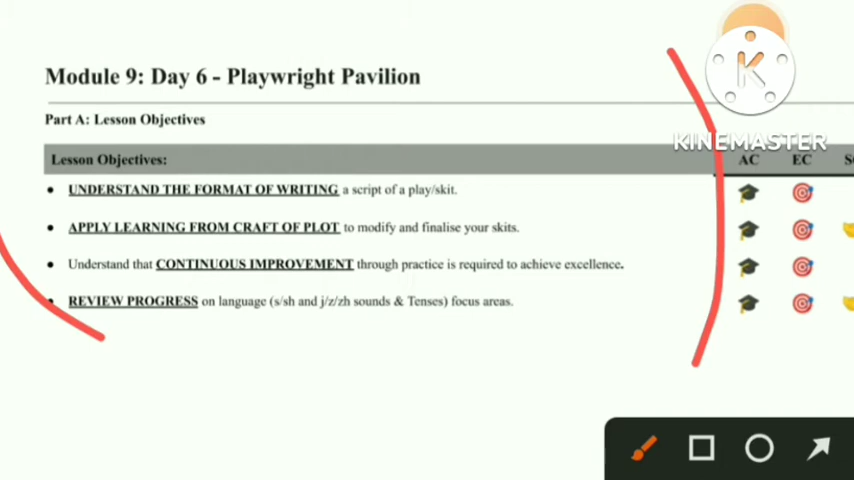 Module 9: Day 6 - Playwright Pavilion
KINEMASTER
Part A: Lesson Objectives
Lesson Objectives: AC EC
• UNDERSTAND THE FORMAT OF WRITING a script of a play/skit.
• APPLY LEARNING FROM CRAFT OF PLOT to modify and finalise your skits.
• Understand that CONTINUOUS IMPROVEMENT through practice is required to achieve excellence.
• REVIEW PROGRESS on language (s/sh and j/z/zh sounds & Tenses) focus areas.